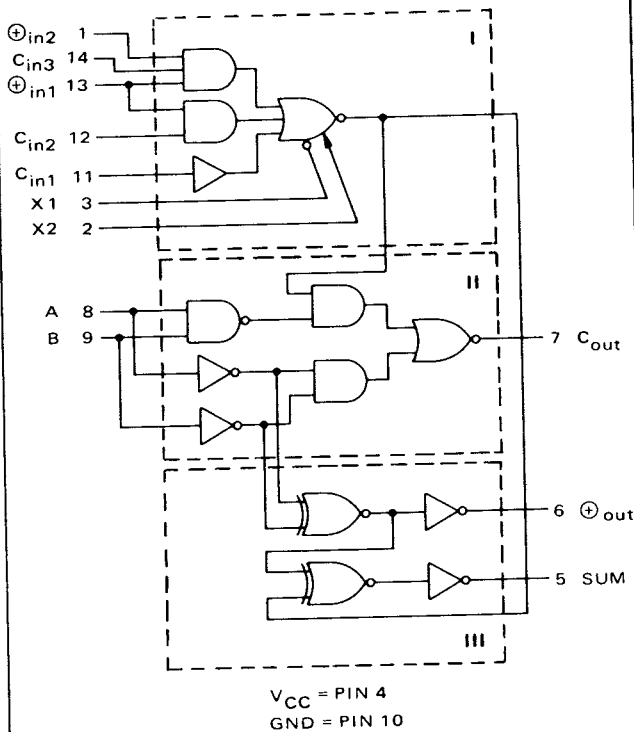 ⊕in2 1
I
Cin3 14
⊕in1 13
Cin2 12
Cin1 11
X1 3
X2 2
II
A 8
B 9
7 Cout
6 ⊕out
5 SUM
III
VCC = PIN 4
GND = PIN 10